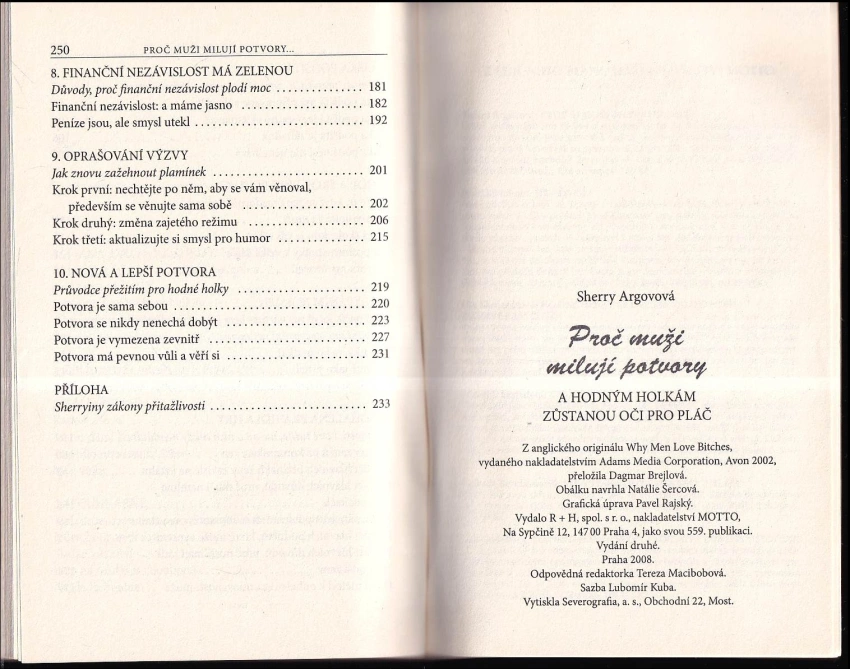 250 PROČ MUŽI MILUJÍ POTVORY...
8. FINANČNÍ NEZÁVISLOST MÁ ZELENOU
Důvody, proč finanční nezávislost plodí moc .............. 181
Finanční nezávislost: a máme jasno .................... 182
Peníze jsou, ale smysl utekl ............................ 192
9. OPRAŠOVÁNÍ VÝZVY
Jak znovu zažehnout plamínek ........................ 201
Krok první: nechtějte po něm, aby se vám věnoval,
především se věnujte sama sobě ..................... 202
Krok druhý: změna zajetého režimu ................... 206
Krok třetí: aktualizujte si smysl pro humor .............. 215
10. NOVÁ A LEPŠÍ POTVORA
Průvodce přežitím pro hodné holky .................... 219
Potvora je sama sebou ............................... 220
Potvora se nikdy nenechá dobýt ...................... 223
Potvora je vymezena zevnitř ......................... 227
Potvora má pevnou vůli a věří si ...................... 231
PŘÍLOHA
Sherryiny zákony přitažlivosti ......................... 233
Sherry Argovová
Proč muži
milují potvory
A HODNÝM HOLKÁM
ZŮSTANOU OČI PRO PLÁČ
Z anglického originálu Why Men Love Bitches,
vydaného nakladatelstvím Adams Media Corporation, Avon 2002,
přeložila Dagmar Brejlová.
Obálku navrhla Natálie Šercová.
Grafická úprava Pavel Rajský.
Vydalo R + H, spol. s r. o., nakladatelství MOTTO,
Na Sypčině 12, 147 00 Praha 4, jako svou 559. publikaci.
Vydání druhé.
Praha 2008.
Odpovědná redaktorka Tereza Macibobová.
Sazba Lubomír Kuba.
Vytiskla Severografia, a. s., Obchodní 22, Most.